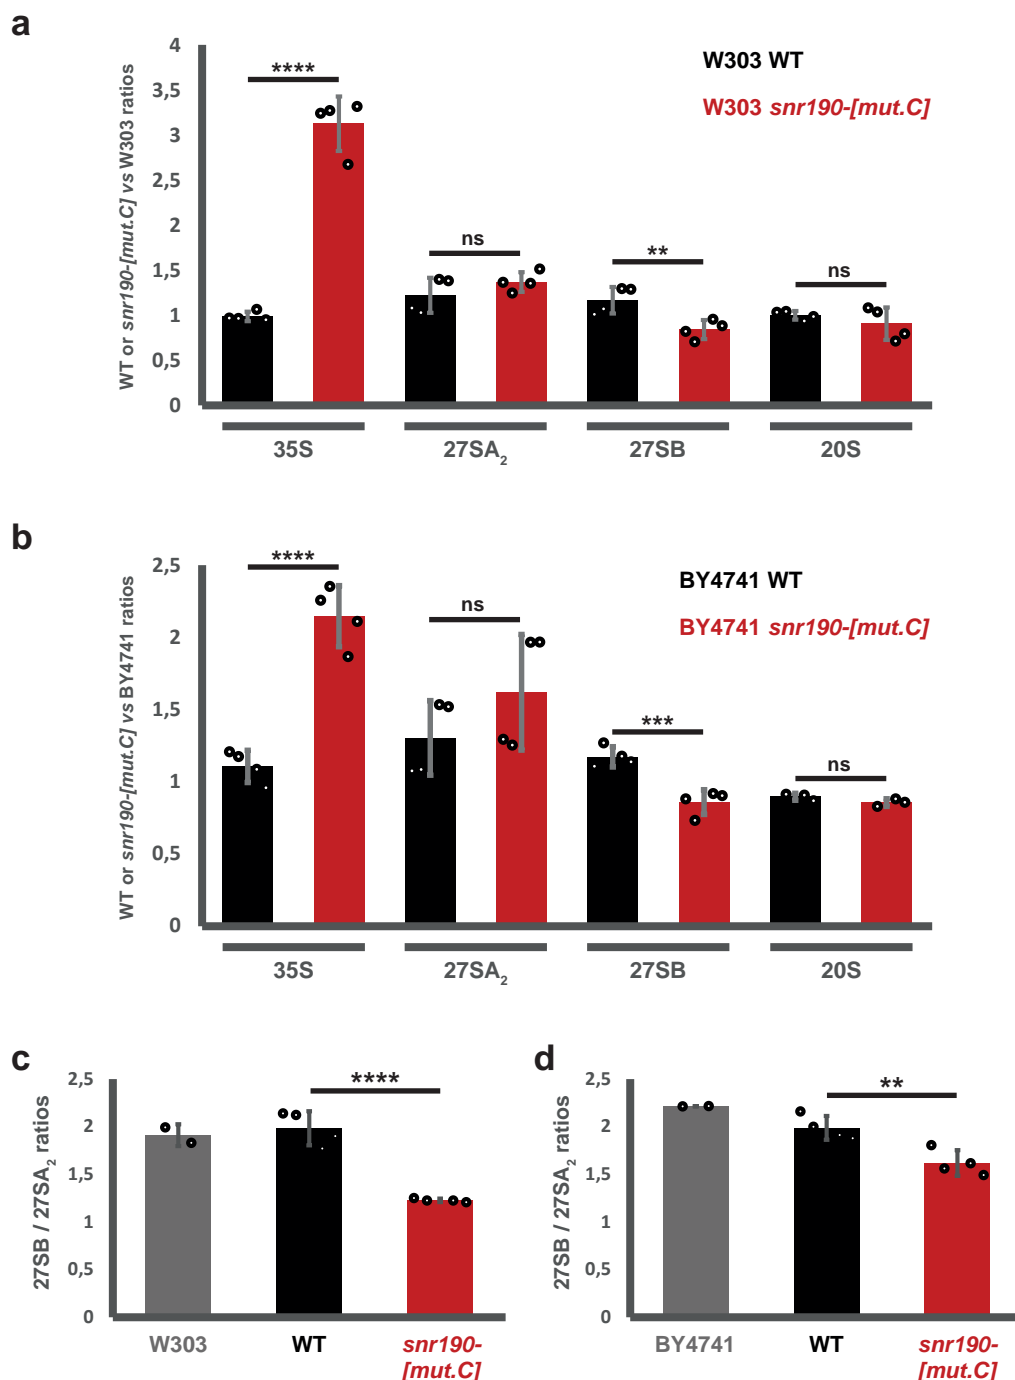 a
WT or snr190-[mut.C] vs W303 ratios
4
3,5
3
2,5
2
1,5
1
0,5
0
W303 WT
W303 snr190-[mut.C]
****
ns
**
ns
35S
27SA2
27SB
20S
b
WT or snr190-[mut.C] vs BY4741 ratios
2,5
2
1,5
1
0,5
0
BY4741 WT
BY4741 snr190-[mut.C]
****
ns
***
ns
35S
27SA2
27SB
20S
c
27SB / 27SA2 ratios
2,5
2
1,5
1
0,5
0
****
W303
WT
snr190-
[mut.C]
d
27SB / 27SA2 ratios
2,5
2
1,5
1
0,5
0
**
BY4741
WT
snr190-
[mut.C]